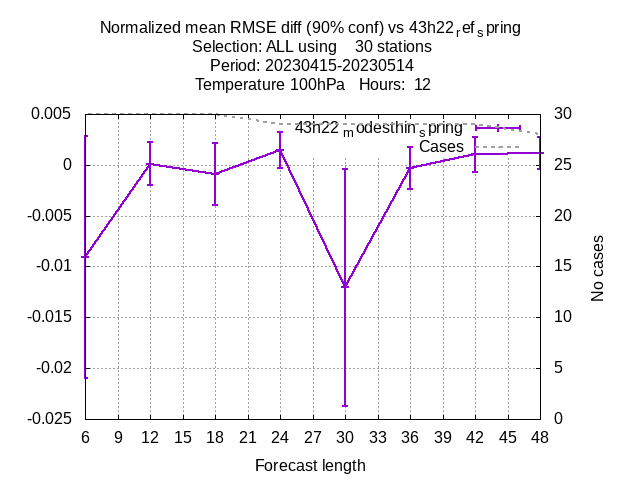 Normalized mean RMSE diff (90% conf) vs 43h22refspring
Selection: ALL using 30 stations
Period: 20230415-20230514
Temperature 100hPa Hours: 12
0.005 30
43h22modesthinspring
Cases
0 25
-0.005 20
-0.01 15
-0.015 10
-0.02 5
-0.025 0
No cases
6 9 12 15 18 21 24 27 30 33 36 39 42 45 48
Forecast length